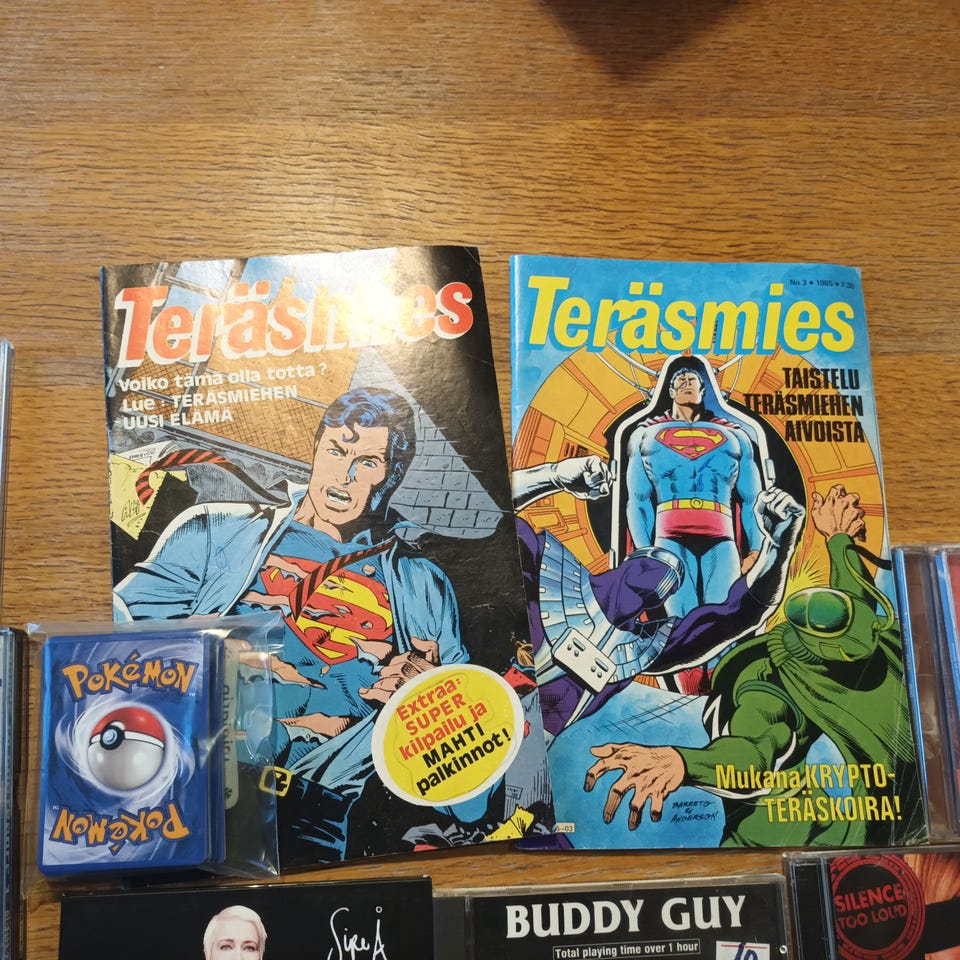 Teräsmies
Voiko tämä olla totta?
Lue - TERÄSMIEHEN
UUSI ELÄMÄ
Extraa:
SUPER
kilpailu ja
MAHTI
palkinnot!
No 3 • 1985 • 7,30
Teräsmies
TAISTELU
TERÄSMIEHEN
AIVOISTA
Mukana KRYPTO-
TERÄSKOIRA!
BARRETO
&
ANDERSON
POKéMON
POKéMON
BUDDY GUY
Total playing time over 1 hour
10
SILENCE
TOO LOUD